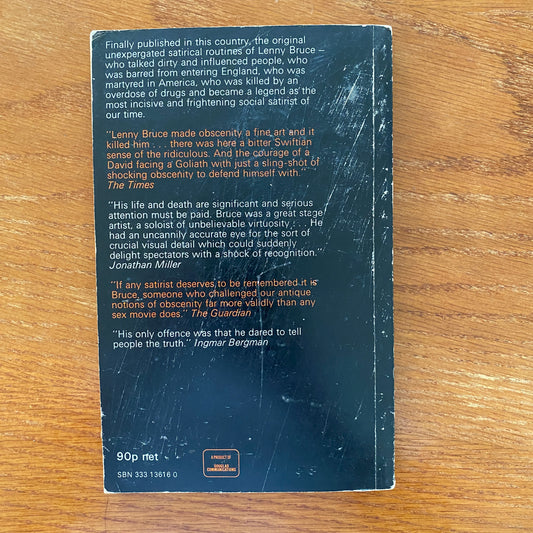 Finally published in this country, the original
unexpergated satirical routines of Lenny Bruce –
who talked dirty and influenced people, who
was barred from entering England, who was
martyred in America, who was killed by an
overdose of drugs and became a legend as the
most incisive and frightening social satirist of
our time.
"Lenny Bruce made obscenity a fine art and it
killed him . . . there was here a bitter Swiftian
sense of the ridiculous. And the courage of a
David facing a Goliath with just a sling-shot of
shocking obscenity to defend himself with."
The Times
"His life and death are significant and serious
attention must be paid. Bruce was a great stage
artist, a soloist of unbelievable virtuosity . . . He
had an uncannily accurate eye for the sort of
crucial visual detail which could suddenly
delight spectators with a shock of recognition."
Jonathan Miller
"If any satirist deserves to be remembered it is
Bruce, someone who challenged our antique
notions of obscenity far more validly than any
sex movie does." The Guardian
"His only offence was that he dared to tell
people the truth." Ingmar Bergman
90p net
A PRODUCT OF
DOUGLAS
COMMUNICATIONS
SBN 333 13616 0